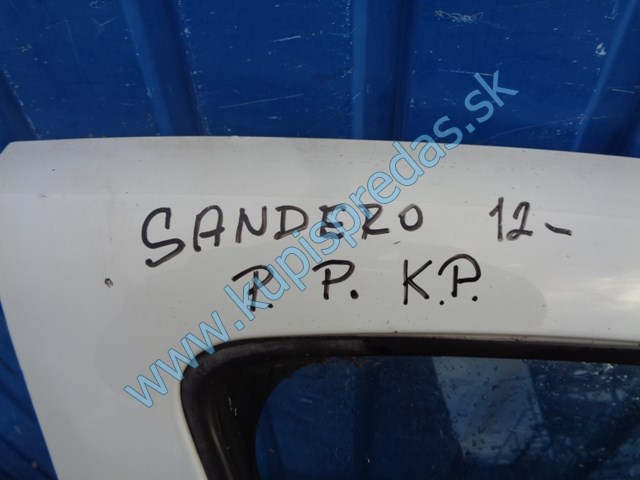 SANDERO 12-
P. P. K.P.
www.kupispredas.sk